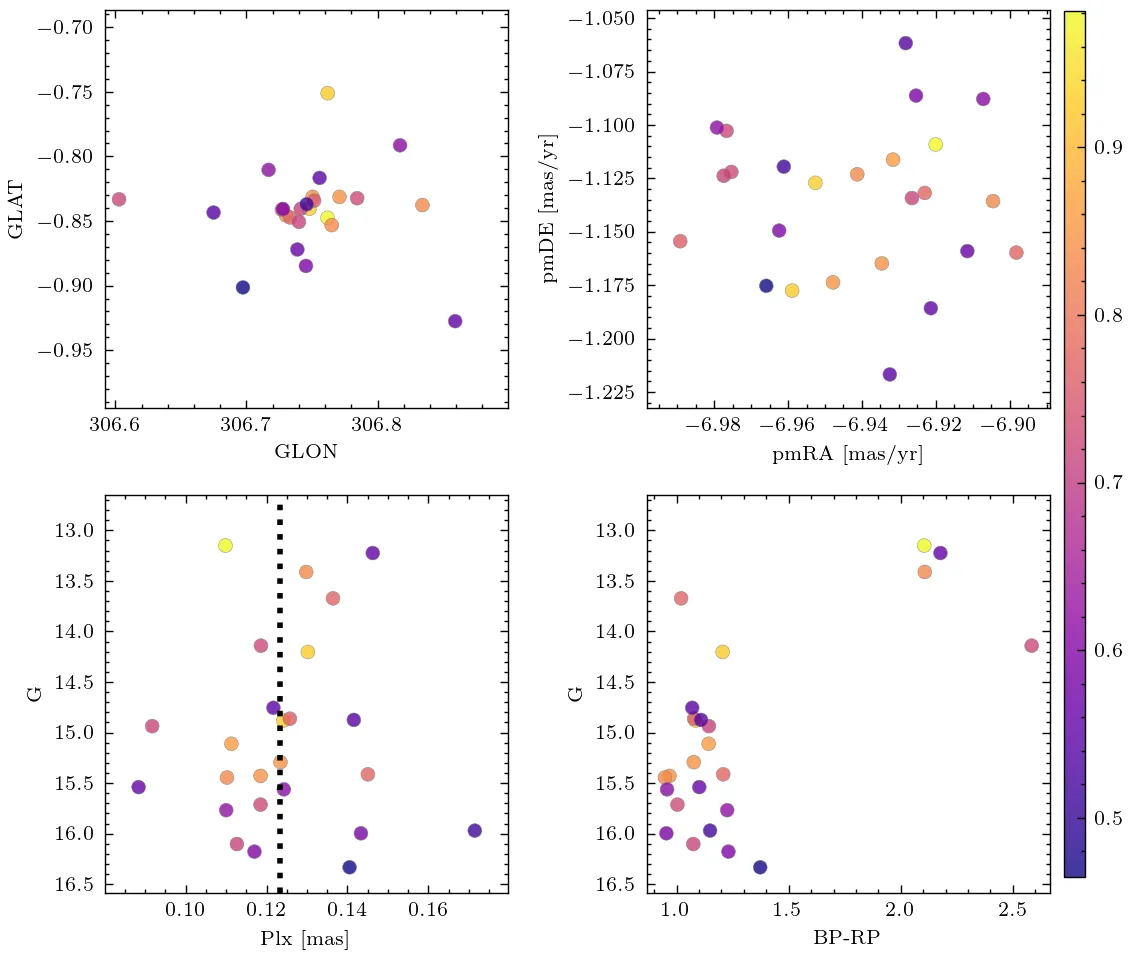 −0.70
−0.75
−0.80
−0.85
−0.90
−0.95
GLAT
306.6 306.7 306.8
GLON
−1.050
−1.075
−1.100
−1.125
−1.150
−1.175
−1.200
−1.225
pmDE [mas/yr]
−6.98 −6.96 −6.94 −6.92 −6.90
pmRA [mas/yr]
0.9
0.8
0.7
0.6
0.5
13.0
13.5
14.0
14.5
15.0
15.5
16.0
16.5
G
0.10 0.12 0.14 0.16
Plx [mas]
13.0
13.5
14.0
14.5
15.0
15.5
16.0
16.5
G
1.0 1.5 2.0 2.5
BP-RP